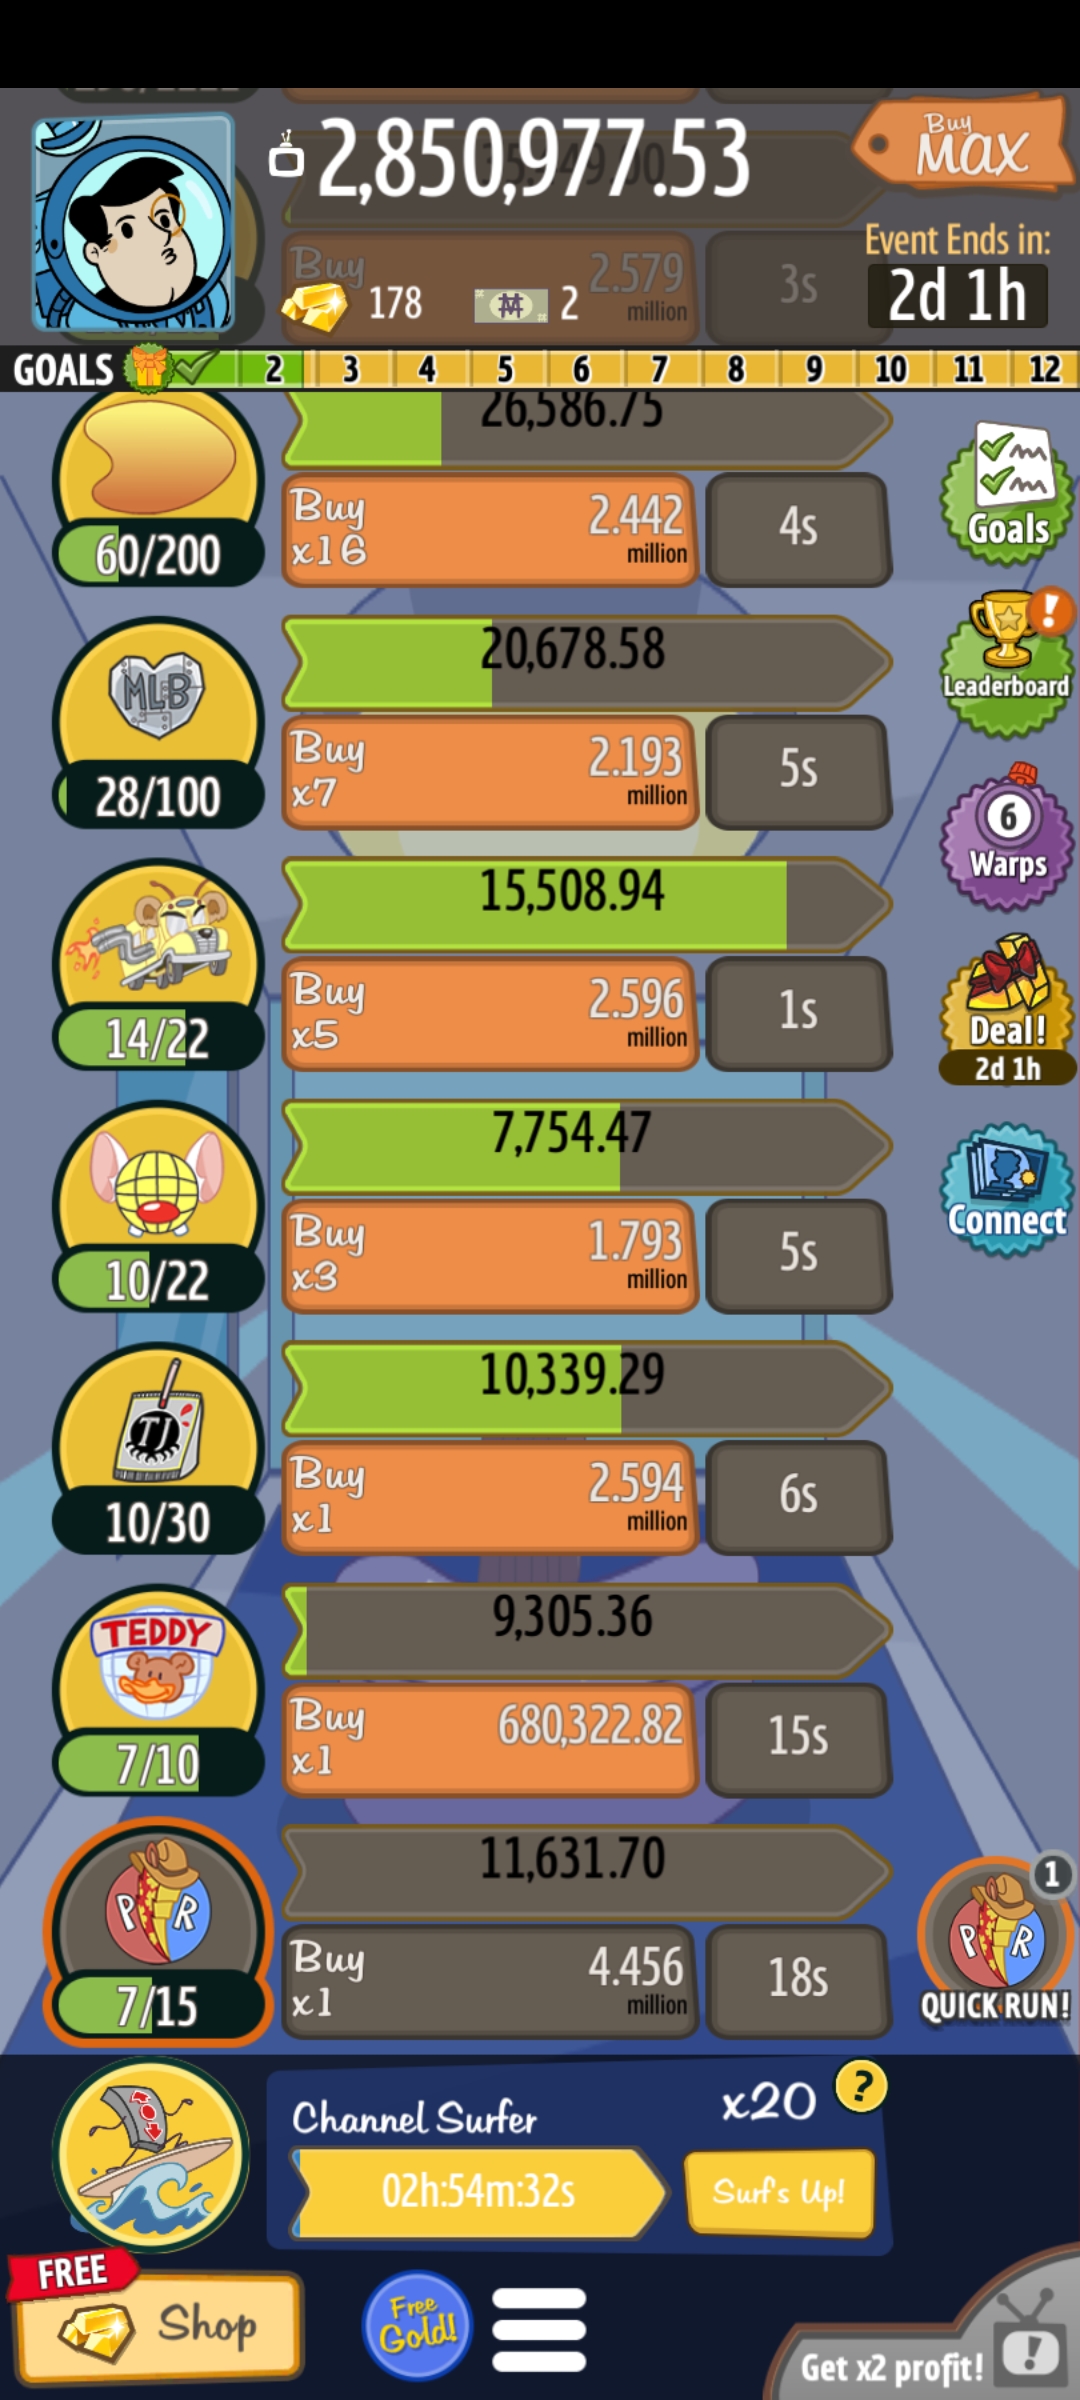 2,850,977.53
Buy
MAX
Event Ends in:
2d 1h
Buy
2.579
million
3s
178
2
GOALS 2 3 4 5 6 7 8 9 10 11 12
26,586.75
Buy
x16
2.442
million
4s
60/200
Goals
MLB
20,678.58
Buy
x7
2.193
million
5s
28/100
Leaderboard
15,508.94
Buy
x5
2.596
million
1s
14/22
6
Warps
Deal!
2d 1h
7,754.47
Buy
x3
1.793
million
5s
10/22
Connect
TJ
10,339.29
Buy
x1
2.594
million
6s
10/30
TEDDY
9,305.36
Buy
x1
680,322.82
15s
7/10
P R
11,631.70
Buy
x1
4.456
million
18s
7/15
1
P R
QUICK RUN!
Channel Surfer
x20
?
02h:54m:32s
Surf's Up!
FREE
Shop
Free
Gold!
Get x2 profit!